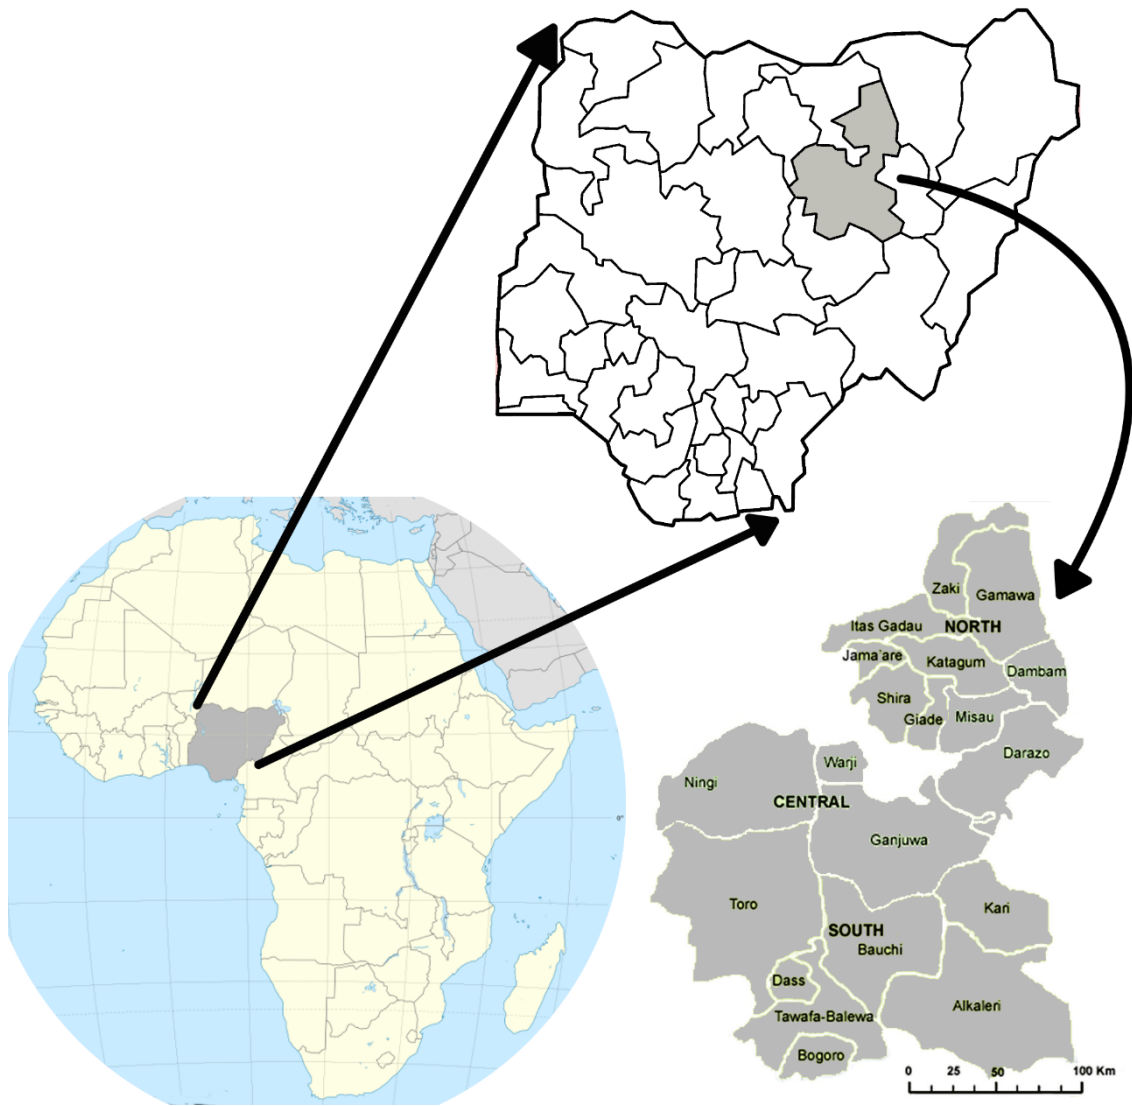 Zaki
Gamawa
Itas Gadau
NORTH
Jama'are
Katagum
Dambam
Shira
Giade
Misau
Darazo
Warji
Ningi
CENTRAL
Ganjuwa
Toro
Kari
SOUTH
Bauchi
Dass
Alkaleri
Tawafa-Balewa
Bogoro
0 25 50 100 Km
0°